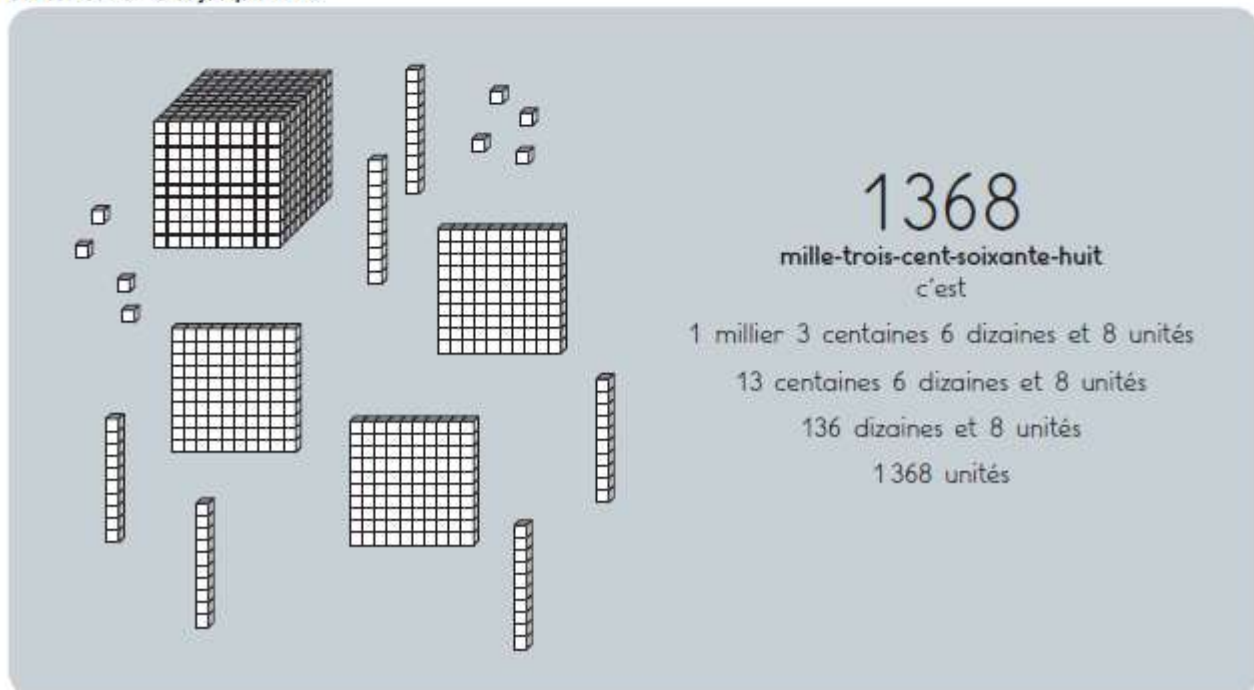 1368
mille-trois-cent-soixante-huit
c'est
1 millier 3 centaines 6 dizaines et 8 unités
13 centaines 6 dizaines et 8 unités
136 dizaines et 8 unités
1 368 unités